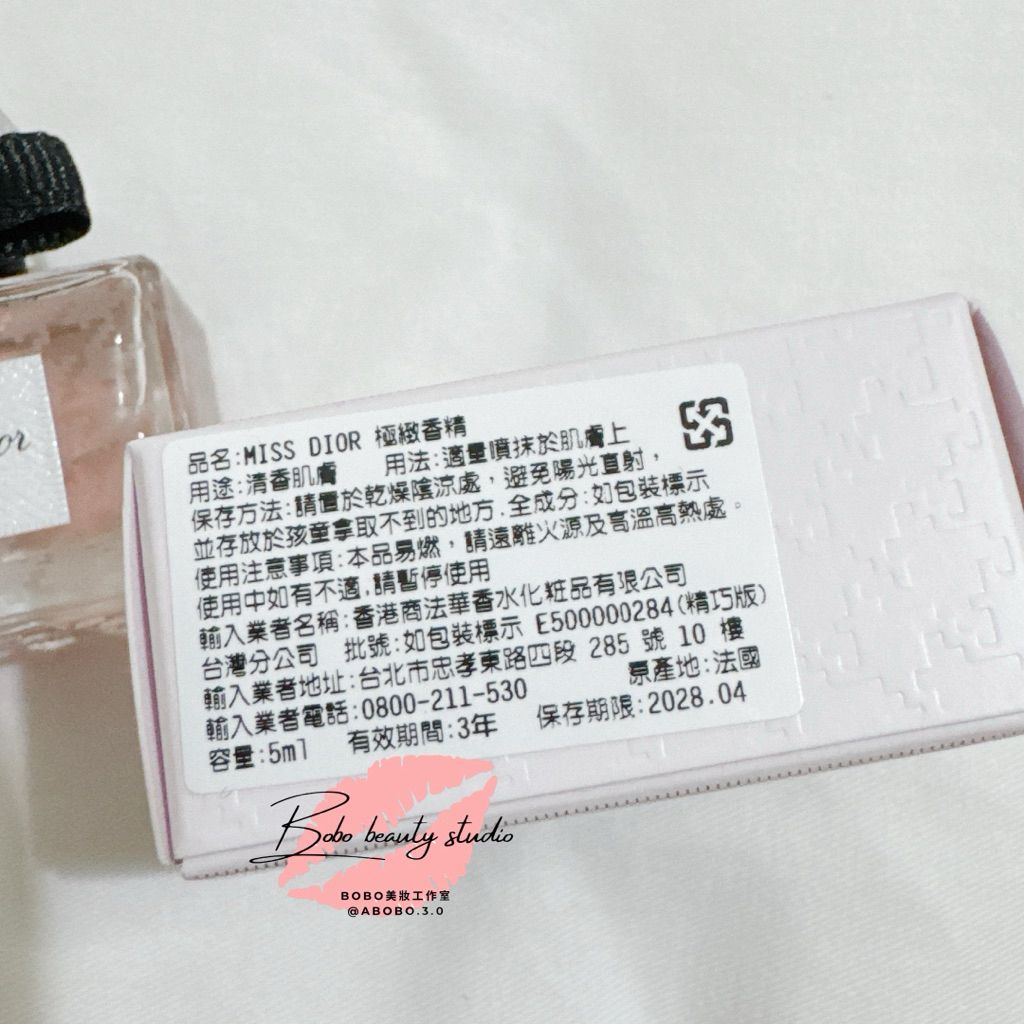 or
品名:MISS DIOR 極緻香精
用途:清香肌膚 用法:適量噴抹於肌膚上
保存方法:請置於乾燥陰涼處，避免陽光直射，
並存放於孩童拿取不到的地方.全成分:如包裝標示
使用注意事項:本品易燃，請遠離火源及高溫高熱處。
使用中如有不適,請暫停使用
輸入業者名稱:香港商法華香水化粧品有限公司
台灣分公司 批號:如包裝標示 E500000284(精巧版)
輸入業者地址:台北市忠孝東路四段 285 號 10 樓
輸入業者電話:0800-211-530 原產地:法國
容量:5ml 有效期間:3年 保存期限:2028.04
Bobo beauty studio
BOBO美妝工作室
@ABOBO.3.0